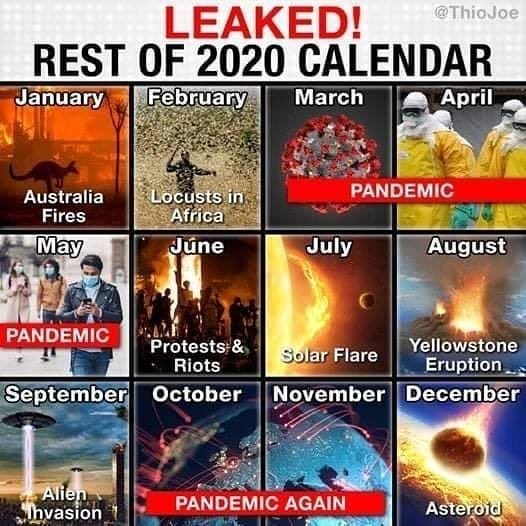 LEAKED!
@ThioJoe
REST OF 2020 CALENDAR
January
February
March
April
Australia
Fires
Locusts in
Africa
PANDEMIC
May
June
July
August
PANDEMIC
Protests &
Riots
Solar Flare
Yellowstone
Eruption
September
October
November
December
Alien
Invasion
PANDEMIC AGAIN
Asteroid